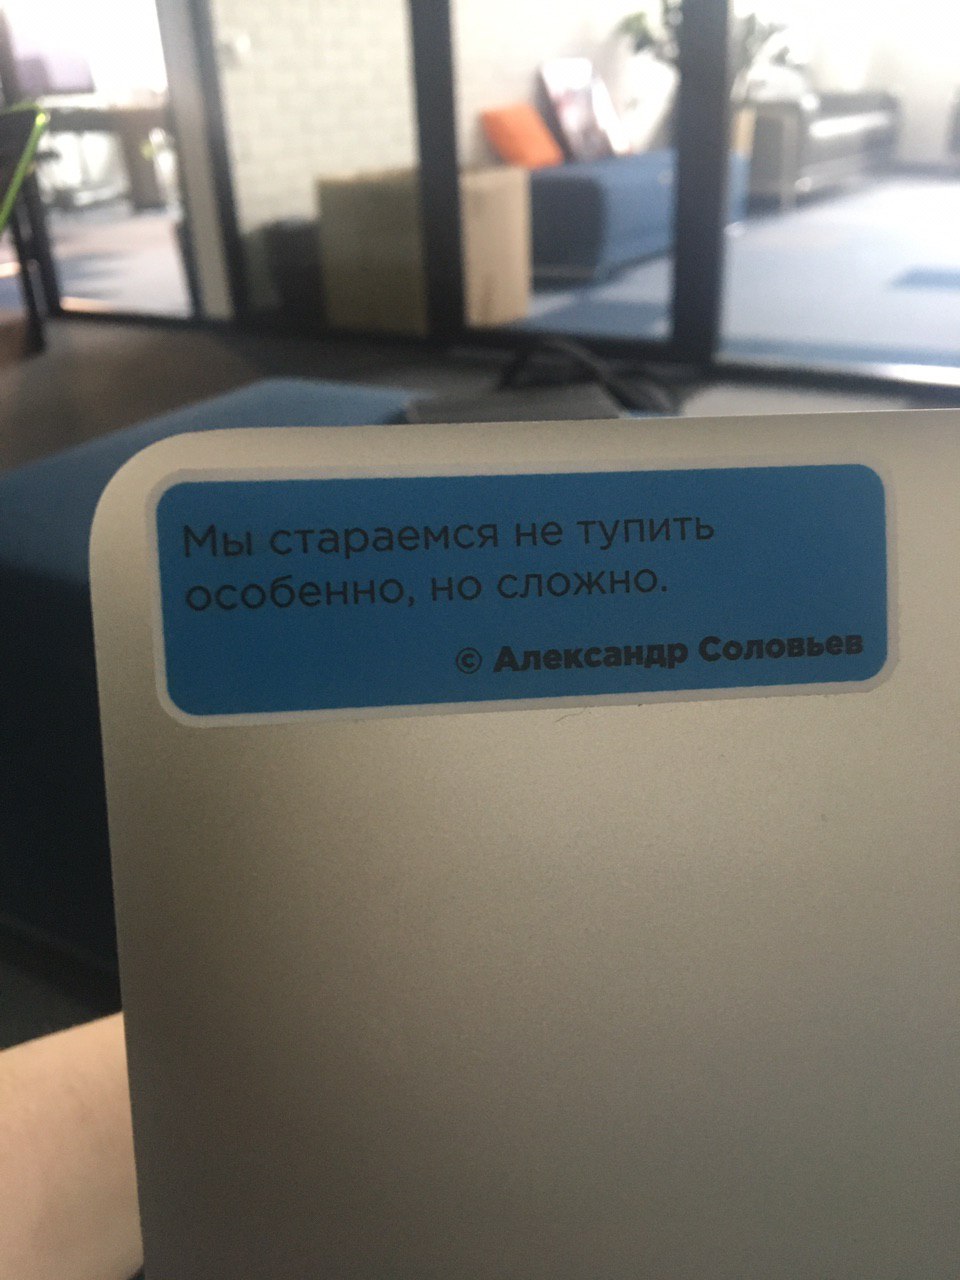 Мы стараемся не тупить
особенно, но сложно.
© Александр Соловьев